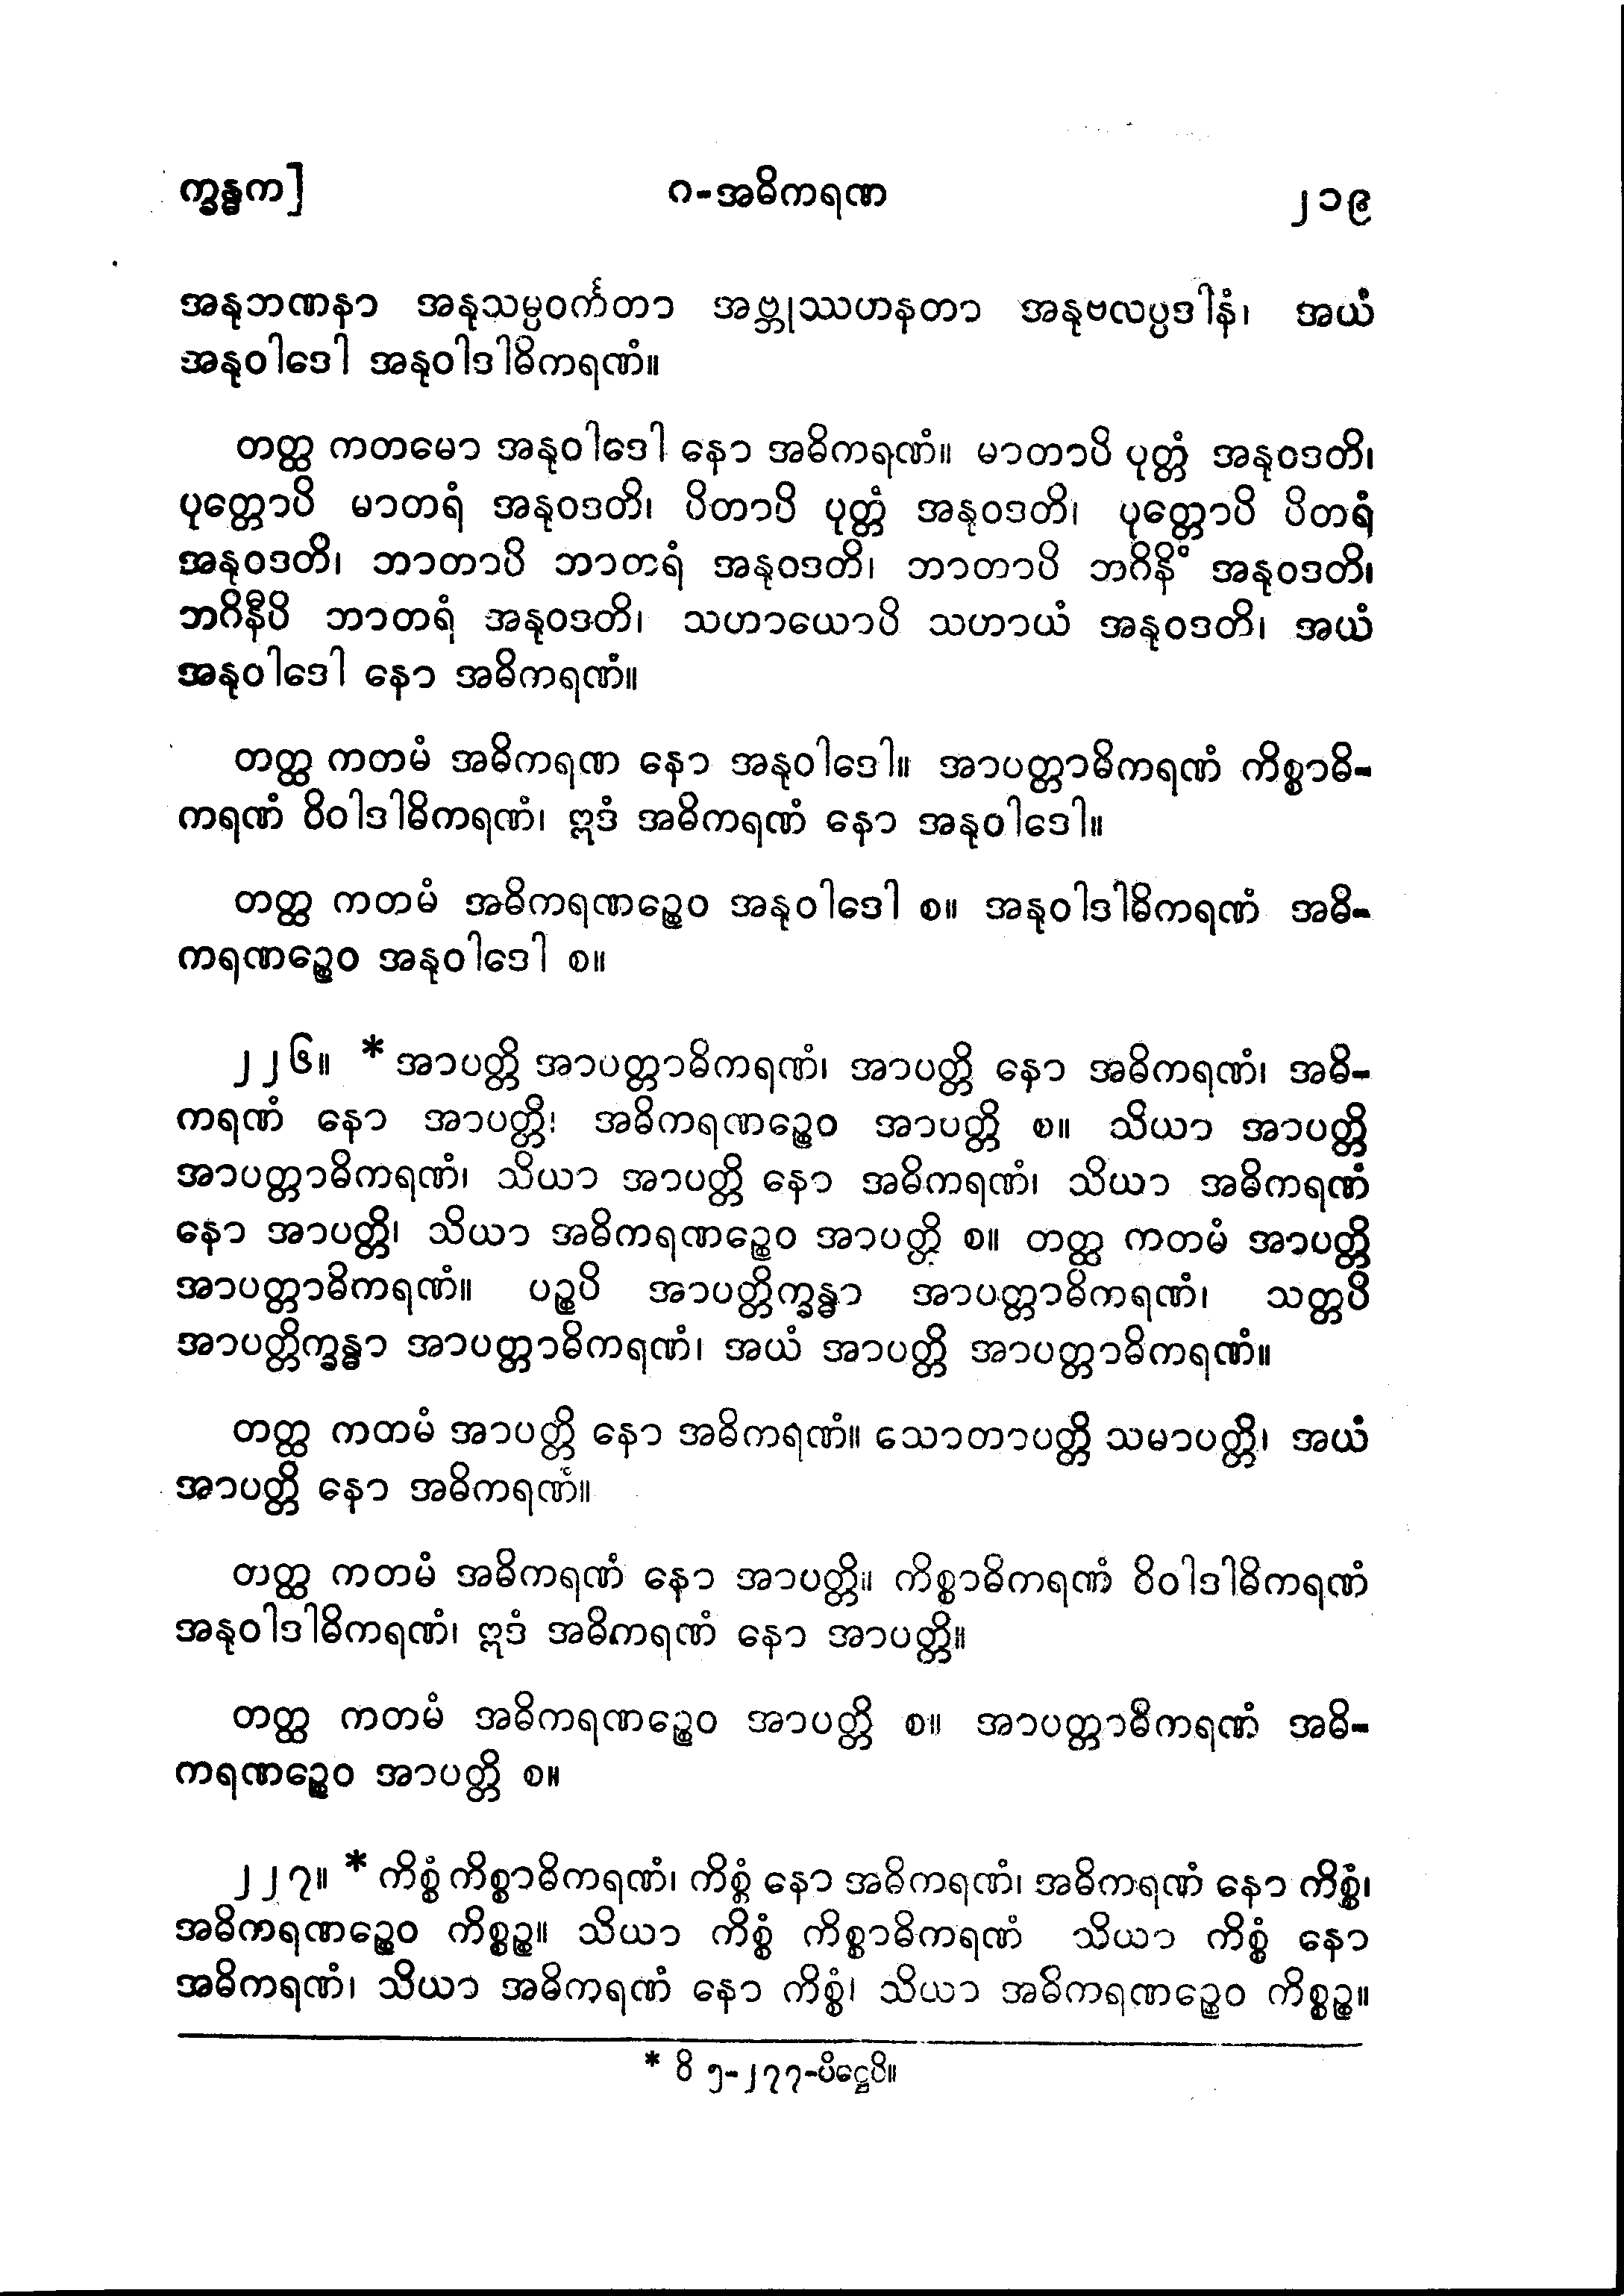 က္ခန္ဓက]
ဂ-အဓိကရဏ
၂၁၉
အနုဘဏနာ အနုသမ္ပဝင်္ကတာ အဗ္ဘုဿဟနတာ အနုဗလပ္ပဒါနံ၊ အယံ
အနုဝါဒေါ အနုဝါဒါဓိကရဏံ။
တတ္ထ ကတမော အနုဝါဒေါ နော အဓိကရဏံ။ မာတာပိ ပုတ္တံ အနုဝဒတိ၊
ပုတ္တောပိ မာတရံ အနုဝဒတိ၊ ပိတာပိ ပုတ္တံ အနုဝဒတိ၊ ပုတ္တောပိ ပိတရံ
အနုဝဒတိ၊ ဘာတာပိ ဘာတရံ အနုဝဒတိ၊ ဘာတာပိ ဘဂိနိံ အနုဝဒတိ၊
ဘဂိနီပိ ဘာတရံ အနုဝဒတိ၊ သဟာယောပိ သဟာယံ အနုဝဒတိ၊ အယံ
အနုဝါဒေါ နော အဓိကရဏံ။
တတ္ထ ကတမံ အဓိကရဏ နော အနုဝါဒေါ။ အာပတ္တာဓိကရဏံ ကိစ္စာဓိ-
ကရဏံ ဝိဝါဒါဓိကရဏံ၊ ဣဒံ အဓိကရဏံ နော အနုဝါဒေါ။
တတ္ထ ကတမံ အဓိကရဏဉ္စေဝ အနုဝါဒေါ စ။ အနုဝါဒါဓိကရဏံ အဓိ-
ကရဏဉ္စေဝ အနုဝါဒေါ စ။
၂၂၆။ * အာပတ္တိ အာပတ္တာဓိကရဏံ၊ အာပတ္တိ နော အဓိကရဏံ၊ အဓိ-
ကရဏံ နော အာပတ္တိ၊ အဓိကရဏဉ္စေဝ အာပတ္တိ စ။ သိယာ အာပတ္တိ
အာပတ္တာဓိကရဏံ၊ သိယာ အာပတ္တိ နော အဓိကရဏံ၊ သိယာ အဓိကရဏံ
နော အာပတ္တိ၊ သိယာ အဓိကရဏဉ္စေဝ အာပတ္တိ စ။ တတ္ထ ကတမံ အာပတ္တိ
အာပတ္တာဓိကရဏံ။ ပဉ္စပိ အာပတ္တိက္ခန္ဓာ အာပတ္တာဓိကရဏံ၊ သတ္တပိ
အာပတ္တိက္ခန္ဓာ အာပတ္တာဓိကရဏံ၊ အယံ အာပတ္တိ အာပတ္တာဓိကရဏံ။
တတ္ထ ကတမံ အာပတ္တိ နော အဓိကရဏံ။ သောတာပတ္တိ သမာပတ္တိ၊ အယံ
အာပတ္တိ နော အဓိကရဏံ။
တတ္ထ ကတမံ အဓိကရဏံ နော အာပတ္တိ။ ကိစ္စာဓိကရဏံ ဝိဝါဒါဓိကရဏံ
အနုဝါဒါဓိကရဏံ၊ ဣဒံ အဓိကရဏံ နော အာပတ္တိ။
တတ္ထ ကတမံ အဓိကရဏဉ္စေဝ အာပတ္တိ စ။ အာပတ္တာဓိကရဏံ အဓိ-
ကရဏဉ္စေဝ အာပတ္တိ စ။
၂၂၇။ * ကိစ္စံ ကိစ္စာဓိကရဏံ၊ ကိစ္စံ နော အဓိကရဏံ၊ အဓိကရဏံ နော ကိစ္စံ၊
အဓိကရဏဉ္စေဝ ကိစ္စဉ္စ။ သိယာ ကိစ္စံ ကိစ္စာဓိကရဏံ သိယာ ကိစ္စံ နော
အဓိကရဏံ၊ သိယာ အဓိကရဏံ နော ကိစ္စံ၊ သိယာ အဓိကရဏဉ္စေဝ ကိစ္စဉ္စ။
* ဝိ ၅-၂၇၇-ပိဋ္ဌေပိ။